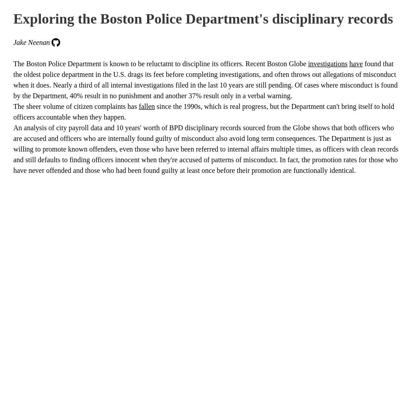 Exploring the Boston Police Department's disciplinary records
Jake Neenan
The Boston Police Department is known to be reluctant to discipline its officers. Recent Boston Globe investigations have found that
the oldest police department in the U.S. drags its feet before completing investigations, and often throws out allegations of misconduct
when it does. Nearly a third of all internal investigations filed in the last 10 years are still pending. Of cases where misconduct is found
by the Department, 40% result in no punishment and another 37% result only in a verbal warning.
The sheer volume of citizen complaints has fallen since the 1990s, which is real progress, but the Department can't bring itself to hold
officers accountable when they happen.
An analysis of city payroll data and 10 years' worth of BPD disciplinary records sourced from the Globe shows that both officers who
are accused and officers who are internally found guilty of misconduct also avoid long term consequences. The Department is just as
willing to promote known offenders, even those who have been referred to internal affairs multiple times, as officers with clean records
and still defaults to finding officers innocent when they're accused of patterns of misconduct. In fact, the promotion rates for those who
have never offended and those who had been found guilty at least once before their promotion are functionally identical.